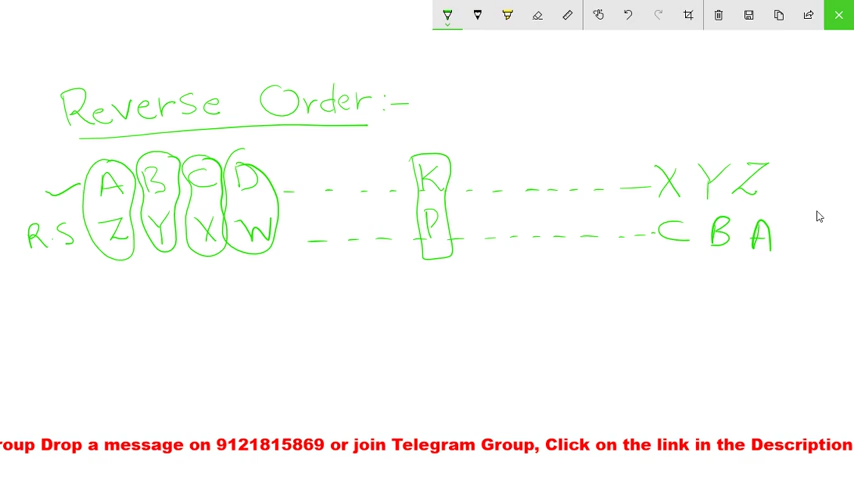 Reverse Order :-
A B C D - - - - K - - - - - - - X Y Z
R.S Z Y X W - - - - P - - - - - - - C B A
roup Drop a message on 9121815869 or join Telegram Group, Click on the link in the Description